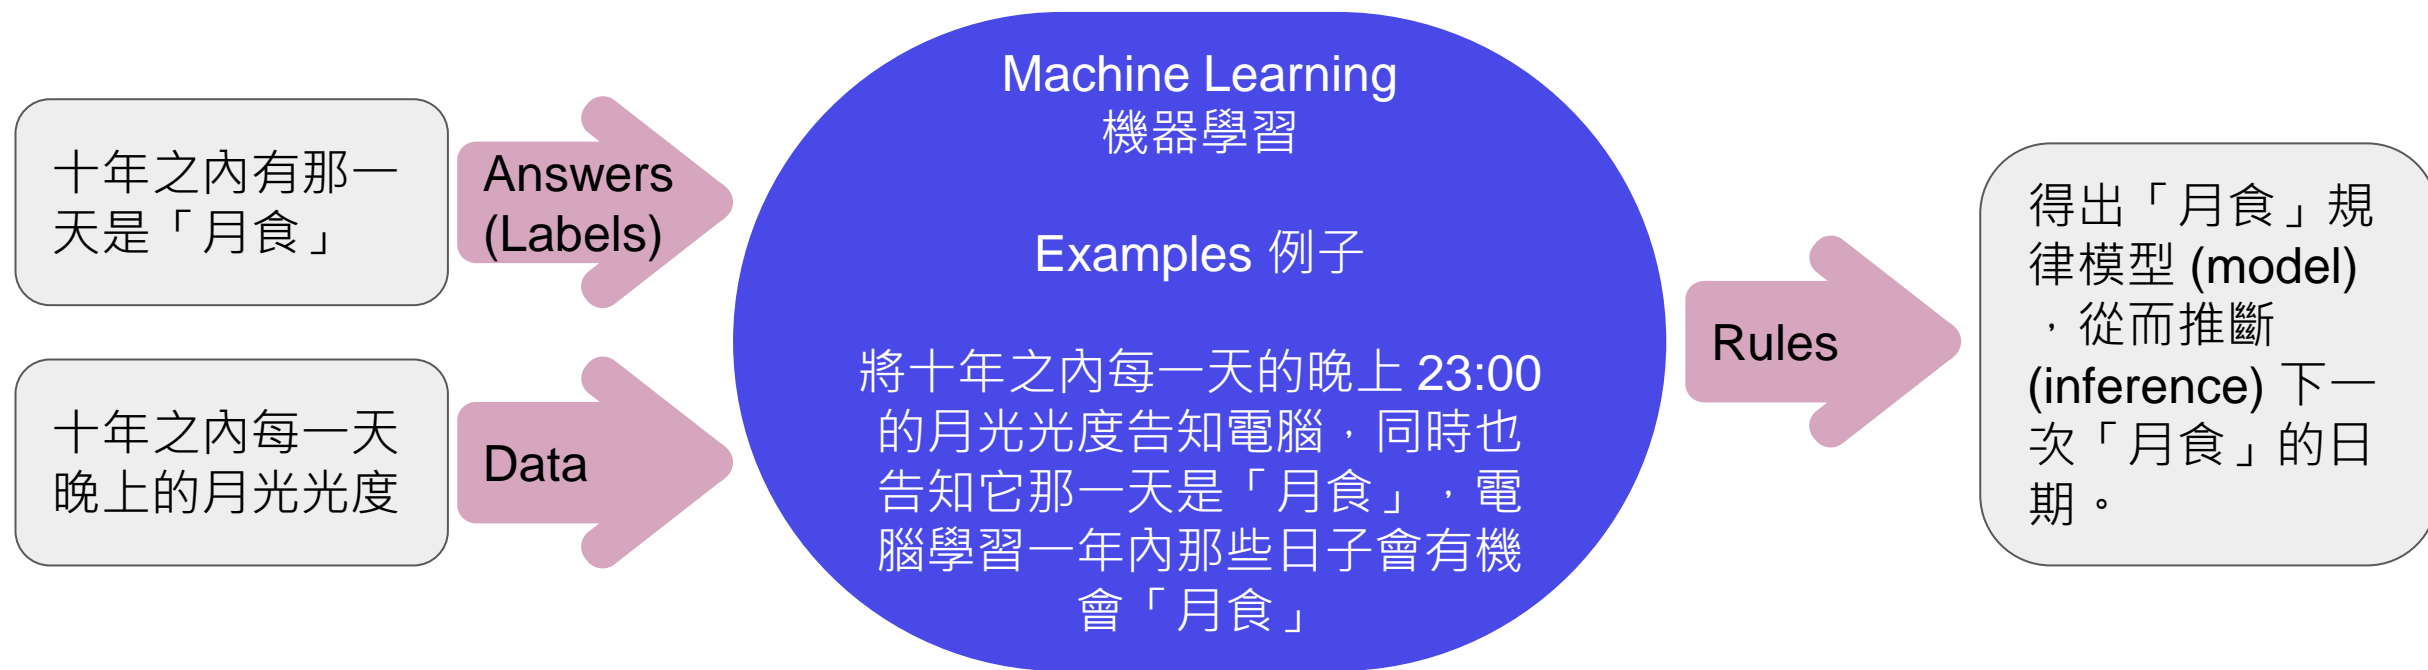 十年之內有那一
天是「月食」
Answers
(Labels)
十年之內每一天
晚上的月光光度
Data
Machine Learning
機器學習
Examples 例子
將十年之內每一天的晚上 23:00
的月光光度告知電腦，同時也
告知它那一天是「月食」，電
腦學習一年內那些日子會有機
會「月食」
Rules
得出「月食」規
律模型 (model)
，從而推斷
(inference) 下一
次「月食」的日
期。